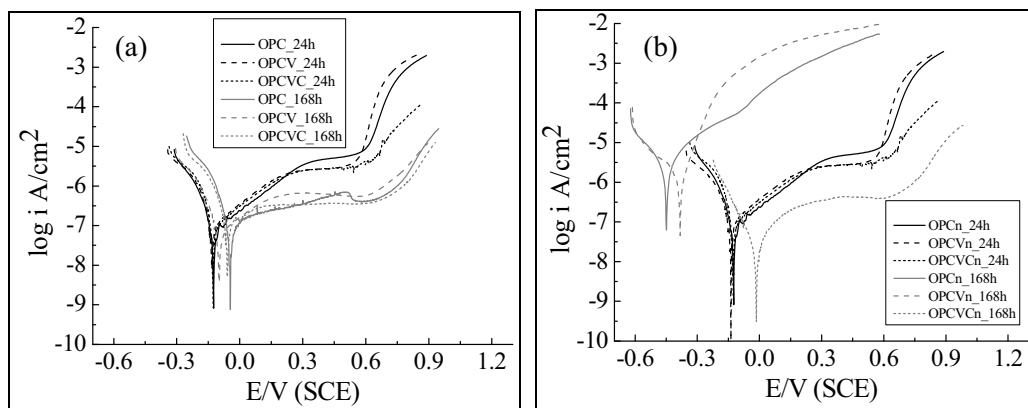 (a)
OPC_24h
OPCV_24h
OPCVC_24h
OPC_168h
OPCV_168h
OPCVC_168h
log i A/cm2
-2
-3
-4
-5
-6
-7
-8
-9
-10
-0.6 -0.3 0.0 0.3 0.6 0.9 1.2
E/V (SCE)
(b)
OPCn_24h
OPCVn_24h
OPCVCn_24h
OPCn_168h
OPCVn_168h
OPCVCn_168h
log i A/cm2
-2
-3
-4
-5
-6
-7
-8
-9
-10
-0.6 -0.3 0.0 0.3 0.6 0.9 1.2
E/V (SCE)